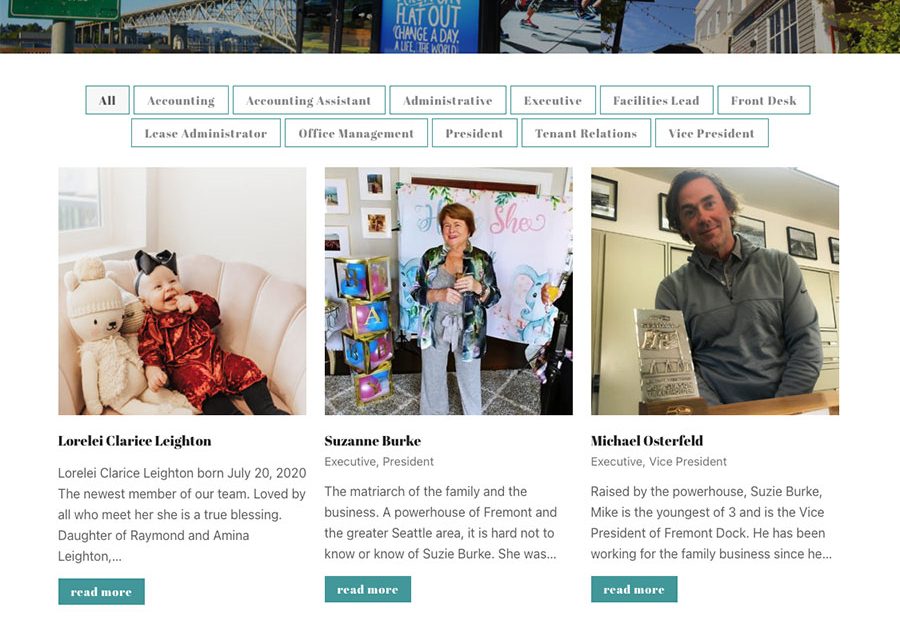 FLAT OUT
CHANGE A DAY.
A LIFE. THE WORLD
All
Accounting
Accounting Assistant
Administrative
Executive
Facilities Lead
Front Desk
Lease Administrator
Office Management
President
Tenant Relations
Vice President
She
B
A
B
Lorelei Clarice Leighton
Lorelei Clarice Leighton born July 20, 2020
The newest member of our team. Loved by
all who meet her she is a true blessing.
Daughter of Raymond and Amina
Leighton,...
read more
Suzanne Burke
Executive, President
The matriarch of the family and the
business. A powerhouse of Fremont and
the greater Seattle area, it is hard not to
know or know of Suzie Burke. She was...
read more
Michael Osterfeld
Executive, Vice President
Raised by the powerhouse, Suzie Burke,
Mike is the youngest of 3 and is the Vice
President of Fremont Dock. He has been
working for the family business since he...
read more